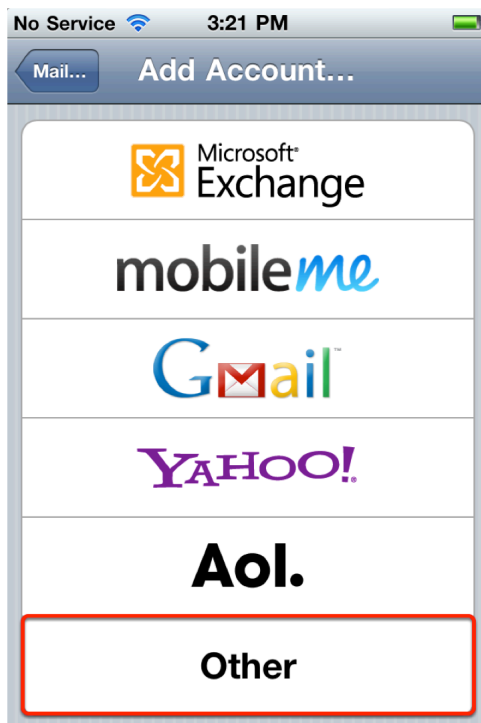 No Service 3:21 PM
Mail... Add Account...
Microsoft®
Exchange
mobileme
Gmail™
YAHOO!®
Aol.
Other